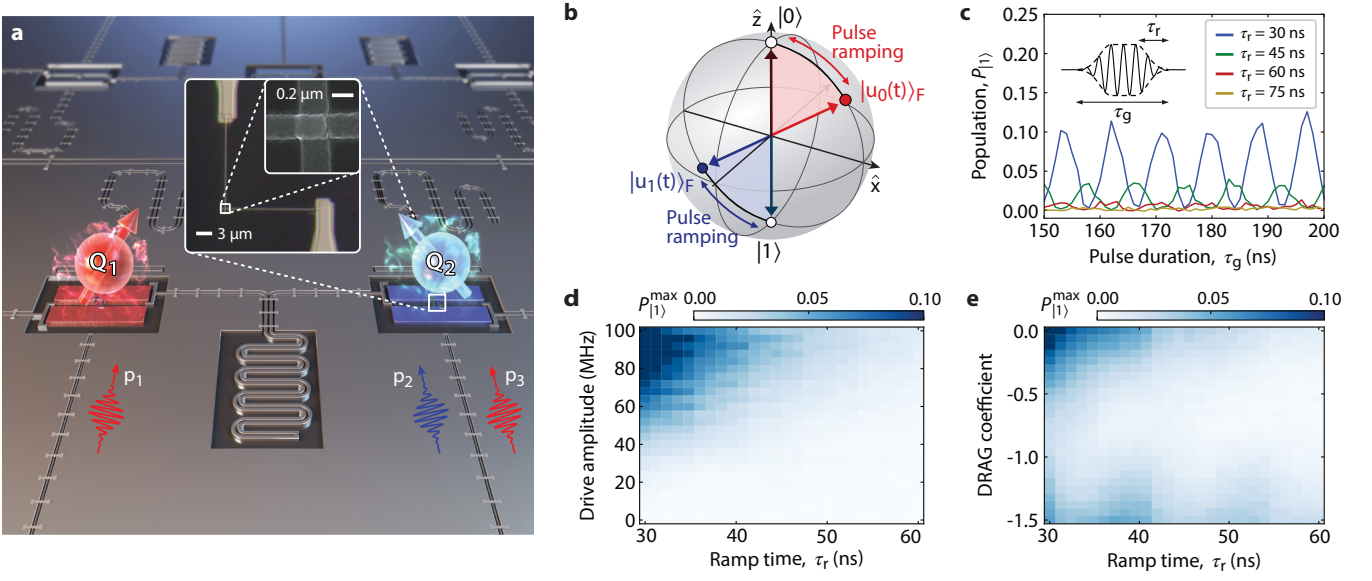 a
0.2 µm
3 µm
Q1
Q2
p1
p2
p3
b
ẑ |0⟩
Pulse
ramping
|u0(t)⟩F
|u1(t)⟩F
x̂
Pulse
ramping
|1⟩
c
Population, P|1⟩
0.25
0.20
0.15
0.10
0.05
0.00
τr
τg
τr = 30 ns
τr = 45 ns
τr = 60 ns
τr = 75 ns
150 160 170 180 190 200
Pulse duration, τg (ns)
d
Pmax|1⟩ 0.00 0.05 0.10
Drive amplitude (MHz)
100
80
60
40
20
0
30 40 50 60
Ramp time, τr (ns)
e
Pmax|1⟩ 0.00 0.05 0.10
DRAG coefficient
0.0
-0.5
-1.0
-1.5
30 40 50 60
Ramp time, τr (ns)